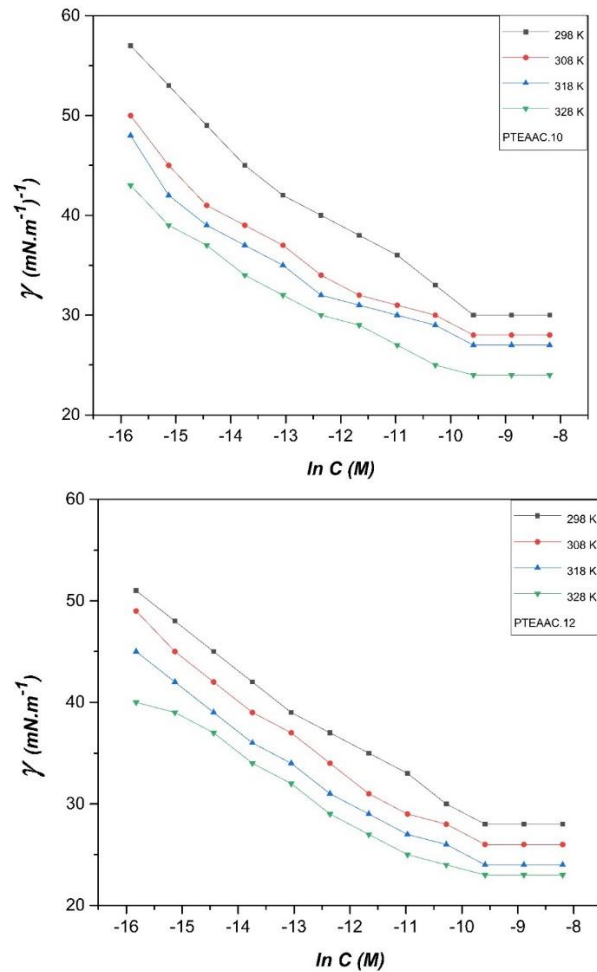 60
50
40
30
20
γ (mN.m⁻¹)⁻¹
298 K
308 K
318 K
328 K
PTEAAC.10
-16 -15 -14 -13 -12 -11 -10 -9 -8
ln C (M)
60
50
40
30
20
γ (mN.m⁻¹)
298 K
308 K
318 K
328 K
PTEAAC.12
-16 -15 -14 -13 -12 -11 -10 -9 -8
ln C (M)